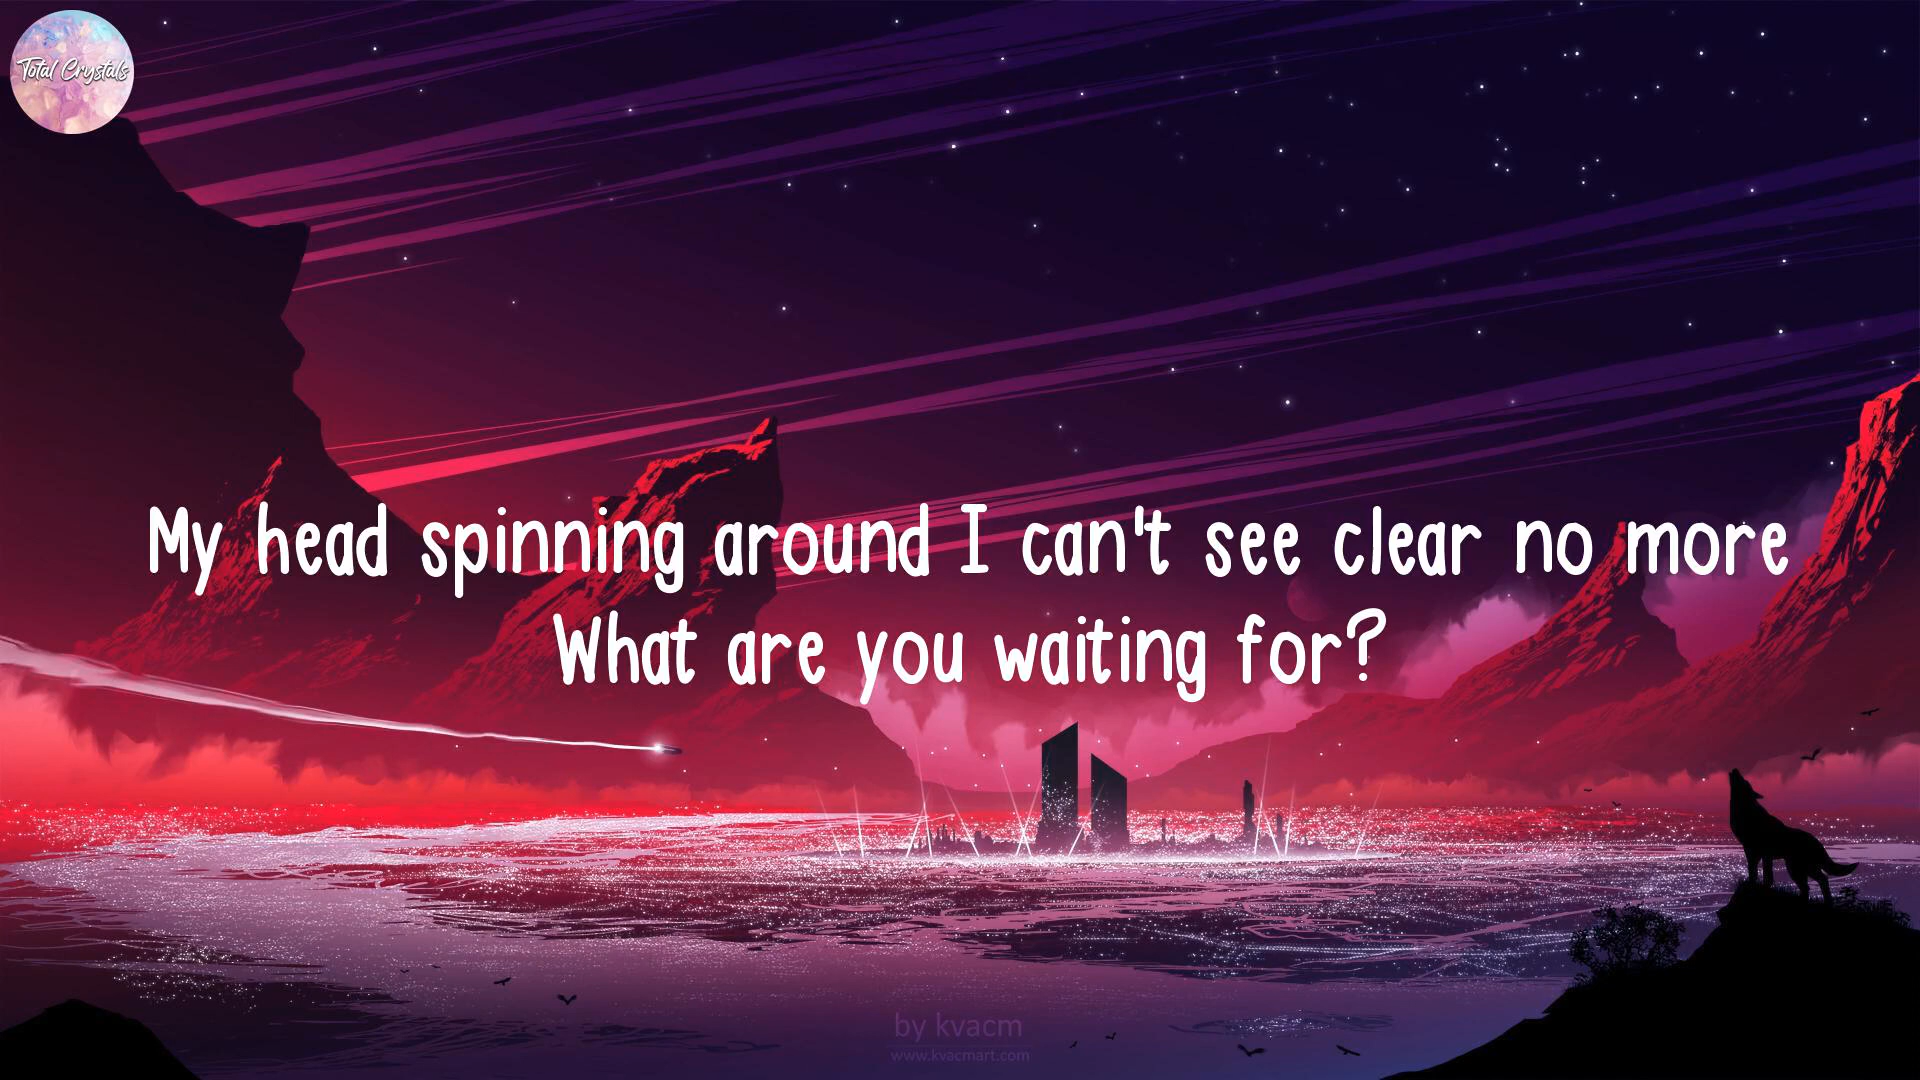 Total Crystals
My head spinning around I can't see clear no more
What are you waiting for?
by kvacm
www.kvacmart.com